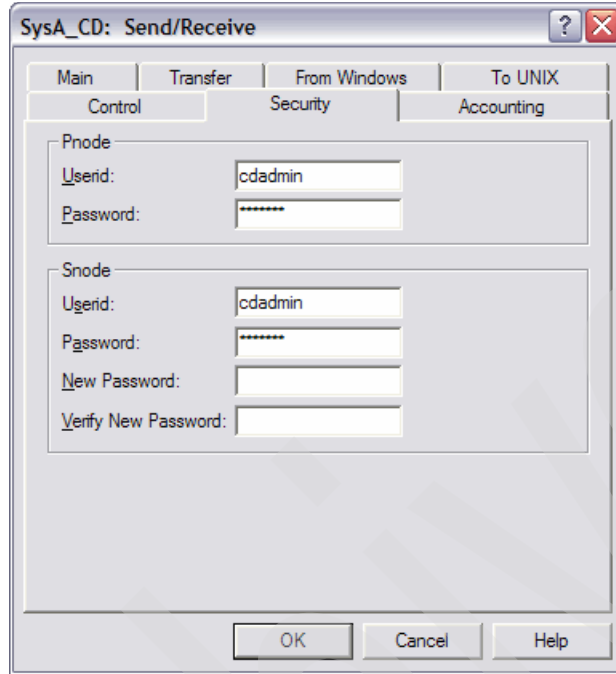 SysA_CD: Send/Receive
Main Transfer From Windows To UNIX
Control Security Accounting
Pnode
Userid: cdadmin
Password: *******
Snode
Userid: cdadmin
Password: *******
New Password:
Verify New Password:
OK Cancel Help